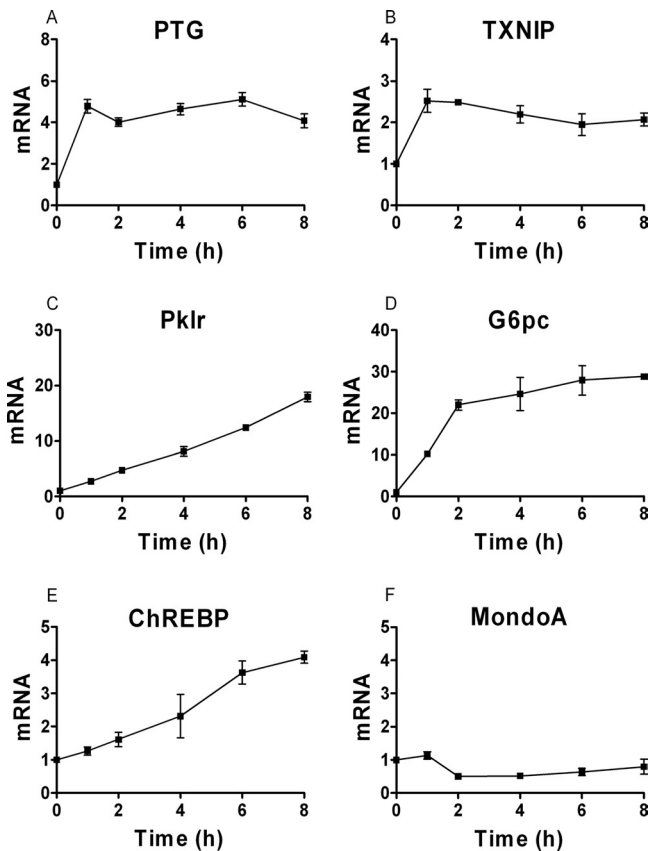 A
PTG
mRNA
8
6
4
2
0
0 2 4 6 8
Time (h)
B
TXNIP
mRNA
4
3
2
1
0
0 2 4 6 8
Time (h)
C
Pklr
mRNA
30
20
10
0
0 2 4 6 8
Time (h)
D
G6pc
mRNA
40
30
20
10
0
0 2 4 6 8
Time (h)
E
ChREBP
mRNA
5
4
3
2
1
0
0 2 4 6 8
Time (h)
F
MondoA
mRNA
5
4
3
2
1
0
0 2 4 6 8
Time (h)